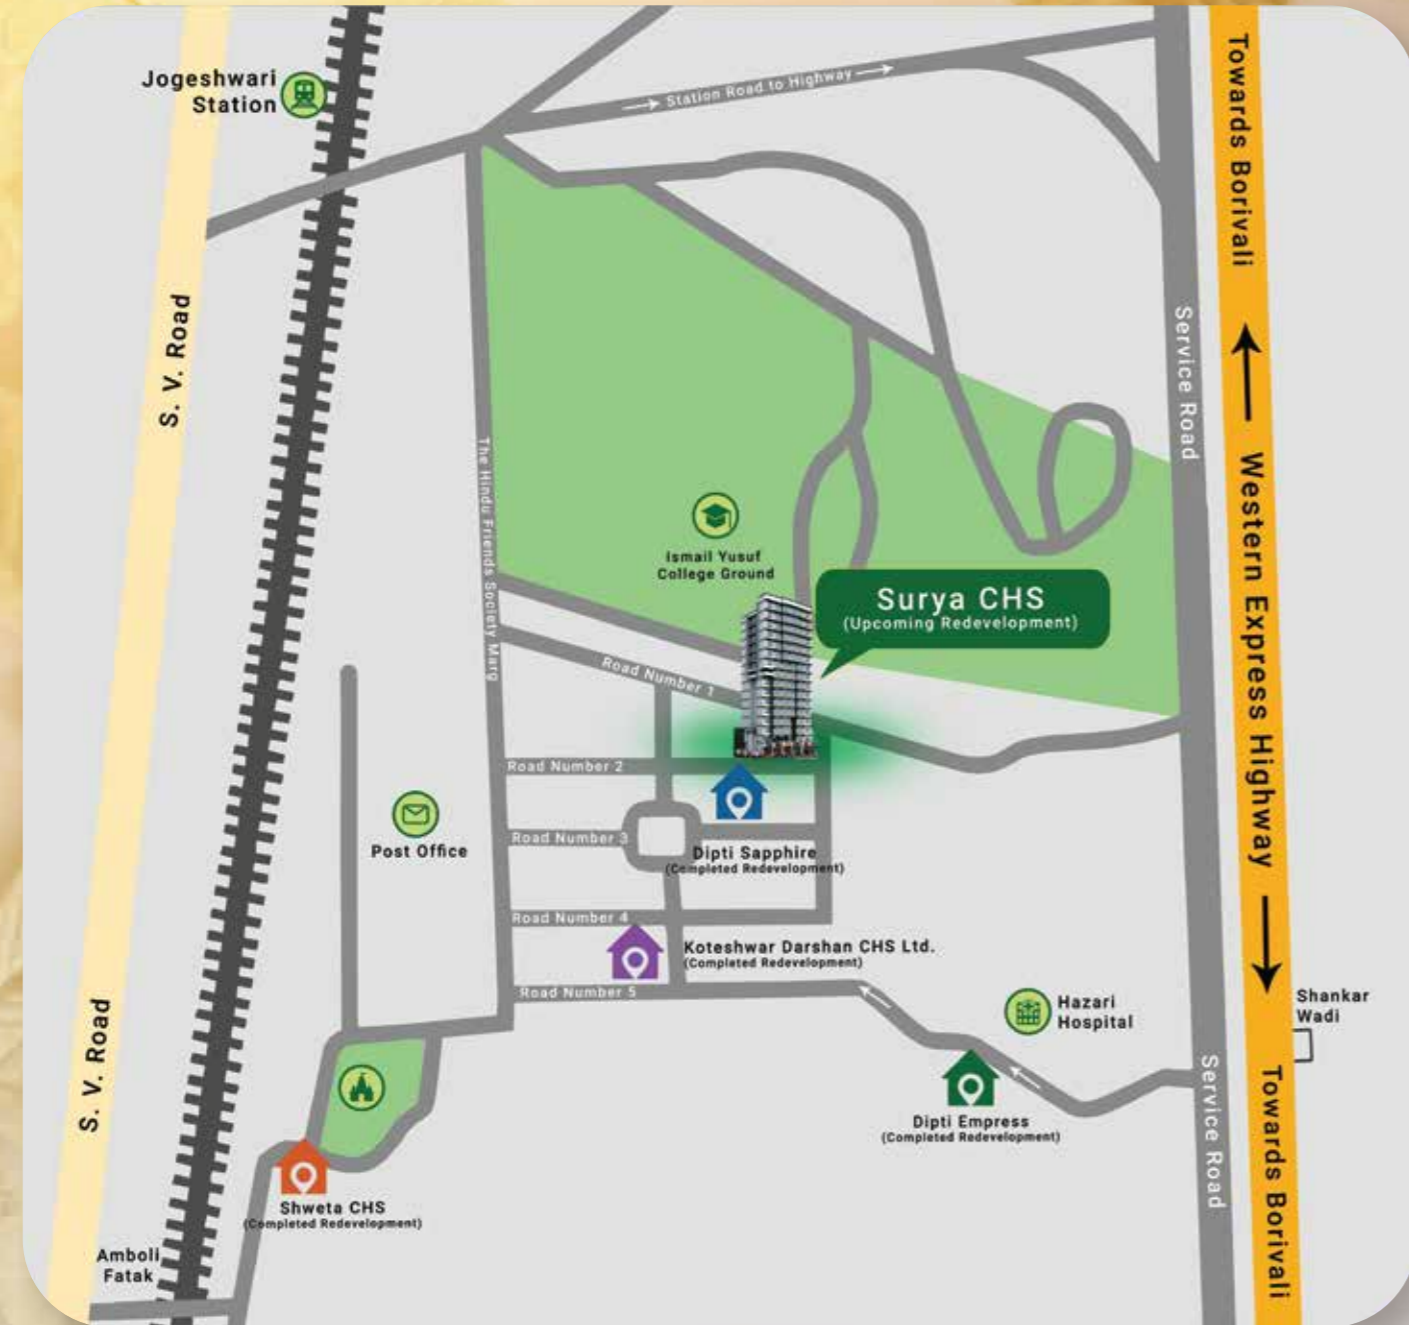 Jogeshwari
Station
Station Road to Highway
Towards Borivali
S. V. Road
Service Road
The Hindu Friends Society Marg
Western Express Highway
Ismail Yusuf
College Ground
Surya CHS
(Upcoming Redevelopment)
Road Number 1
Road Number 2
Post Office
Road Number 3
Dipti Sapphire
(Completed Redevelopment)
Road Number 4
Koteshwar Darshan CHS Ltd.
(Completed Redevelopment)
Road Number 5
Hazari
Hospital
Shankar
Wadi
S. V. Road
Service Road
Towards Borivali
Dipti Empress
(Completed Redevelopment)
Shweta CHS
(Completed Redevelopment)
Amboli
Fatak